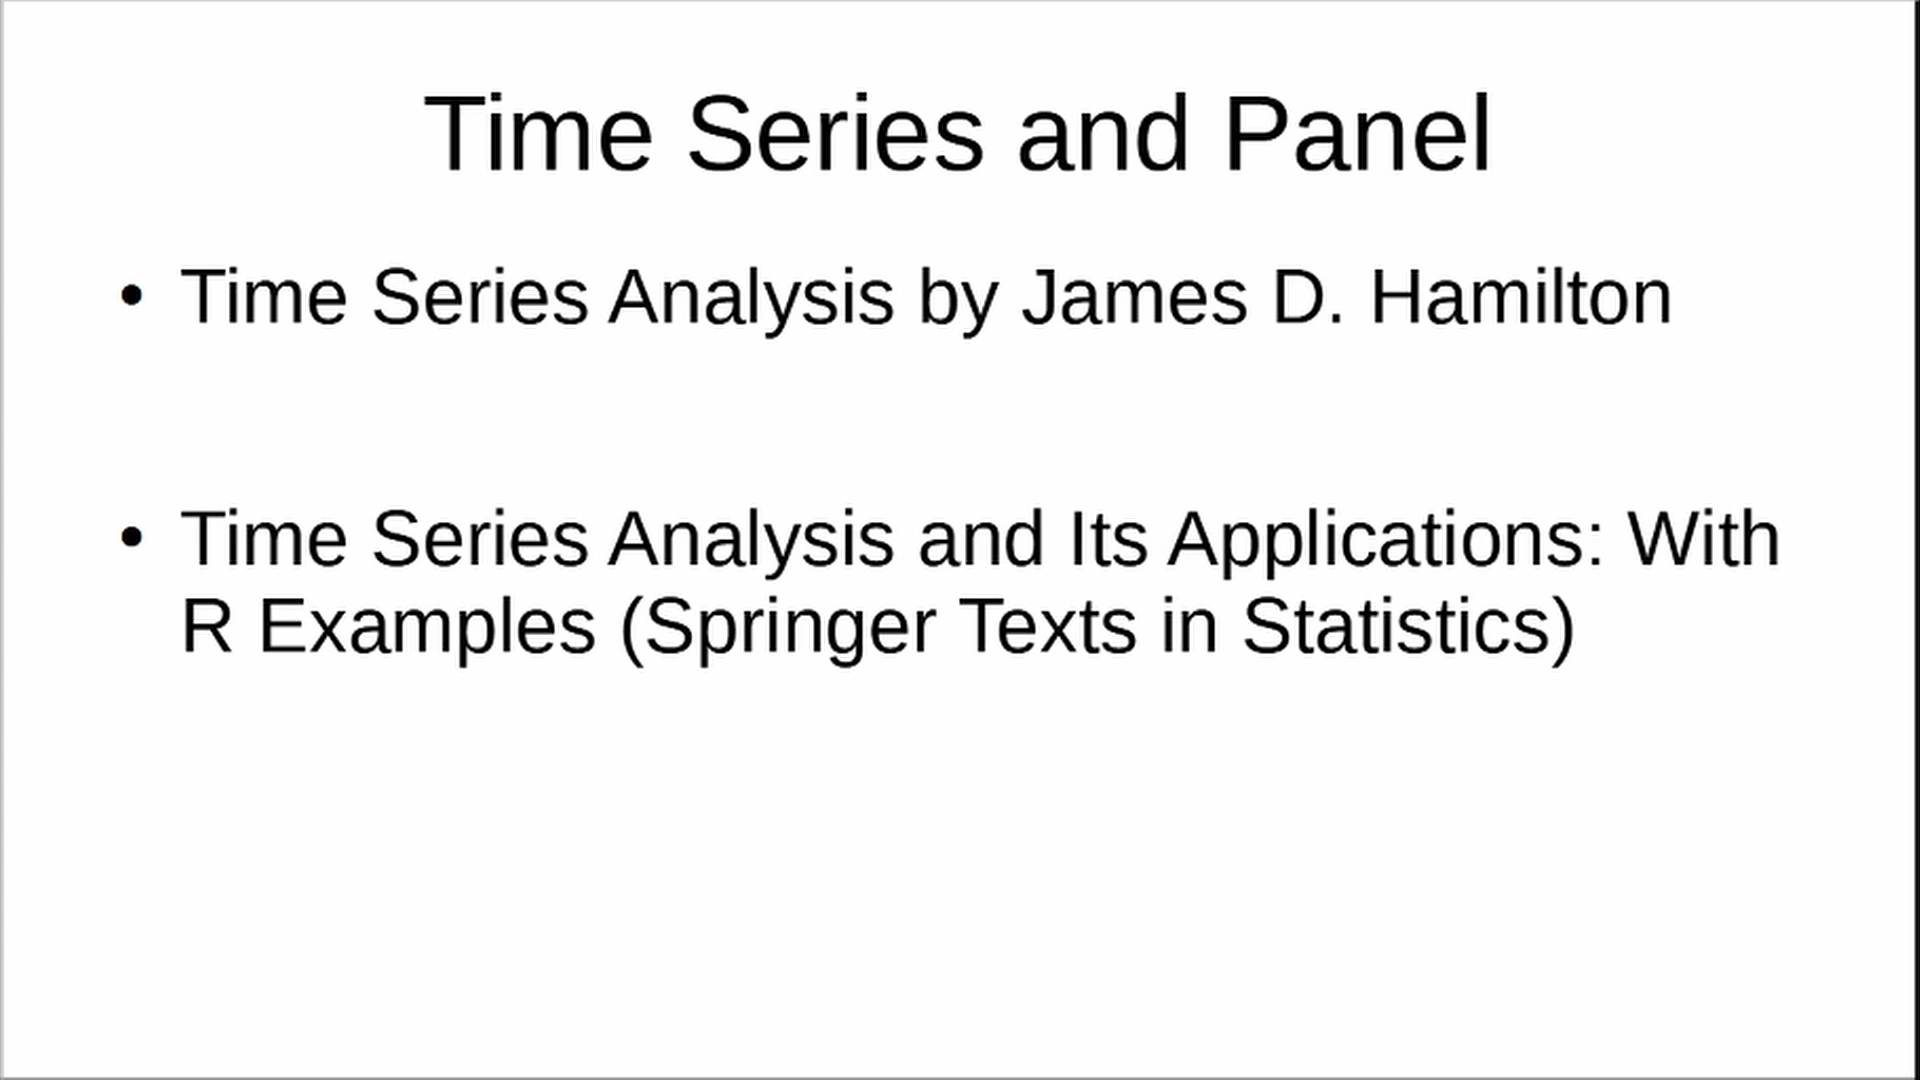 Time Series and Panel
• Time Series Analysis by James D. Hamilton
• Time Series Analysis and Its Applications: With
R Examples (Springer Texts in Statistics)